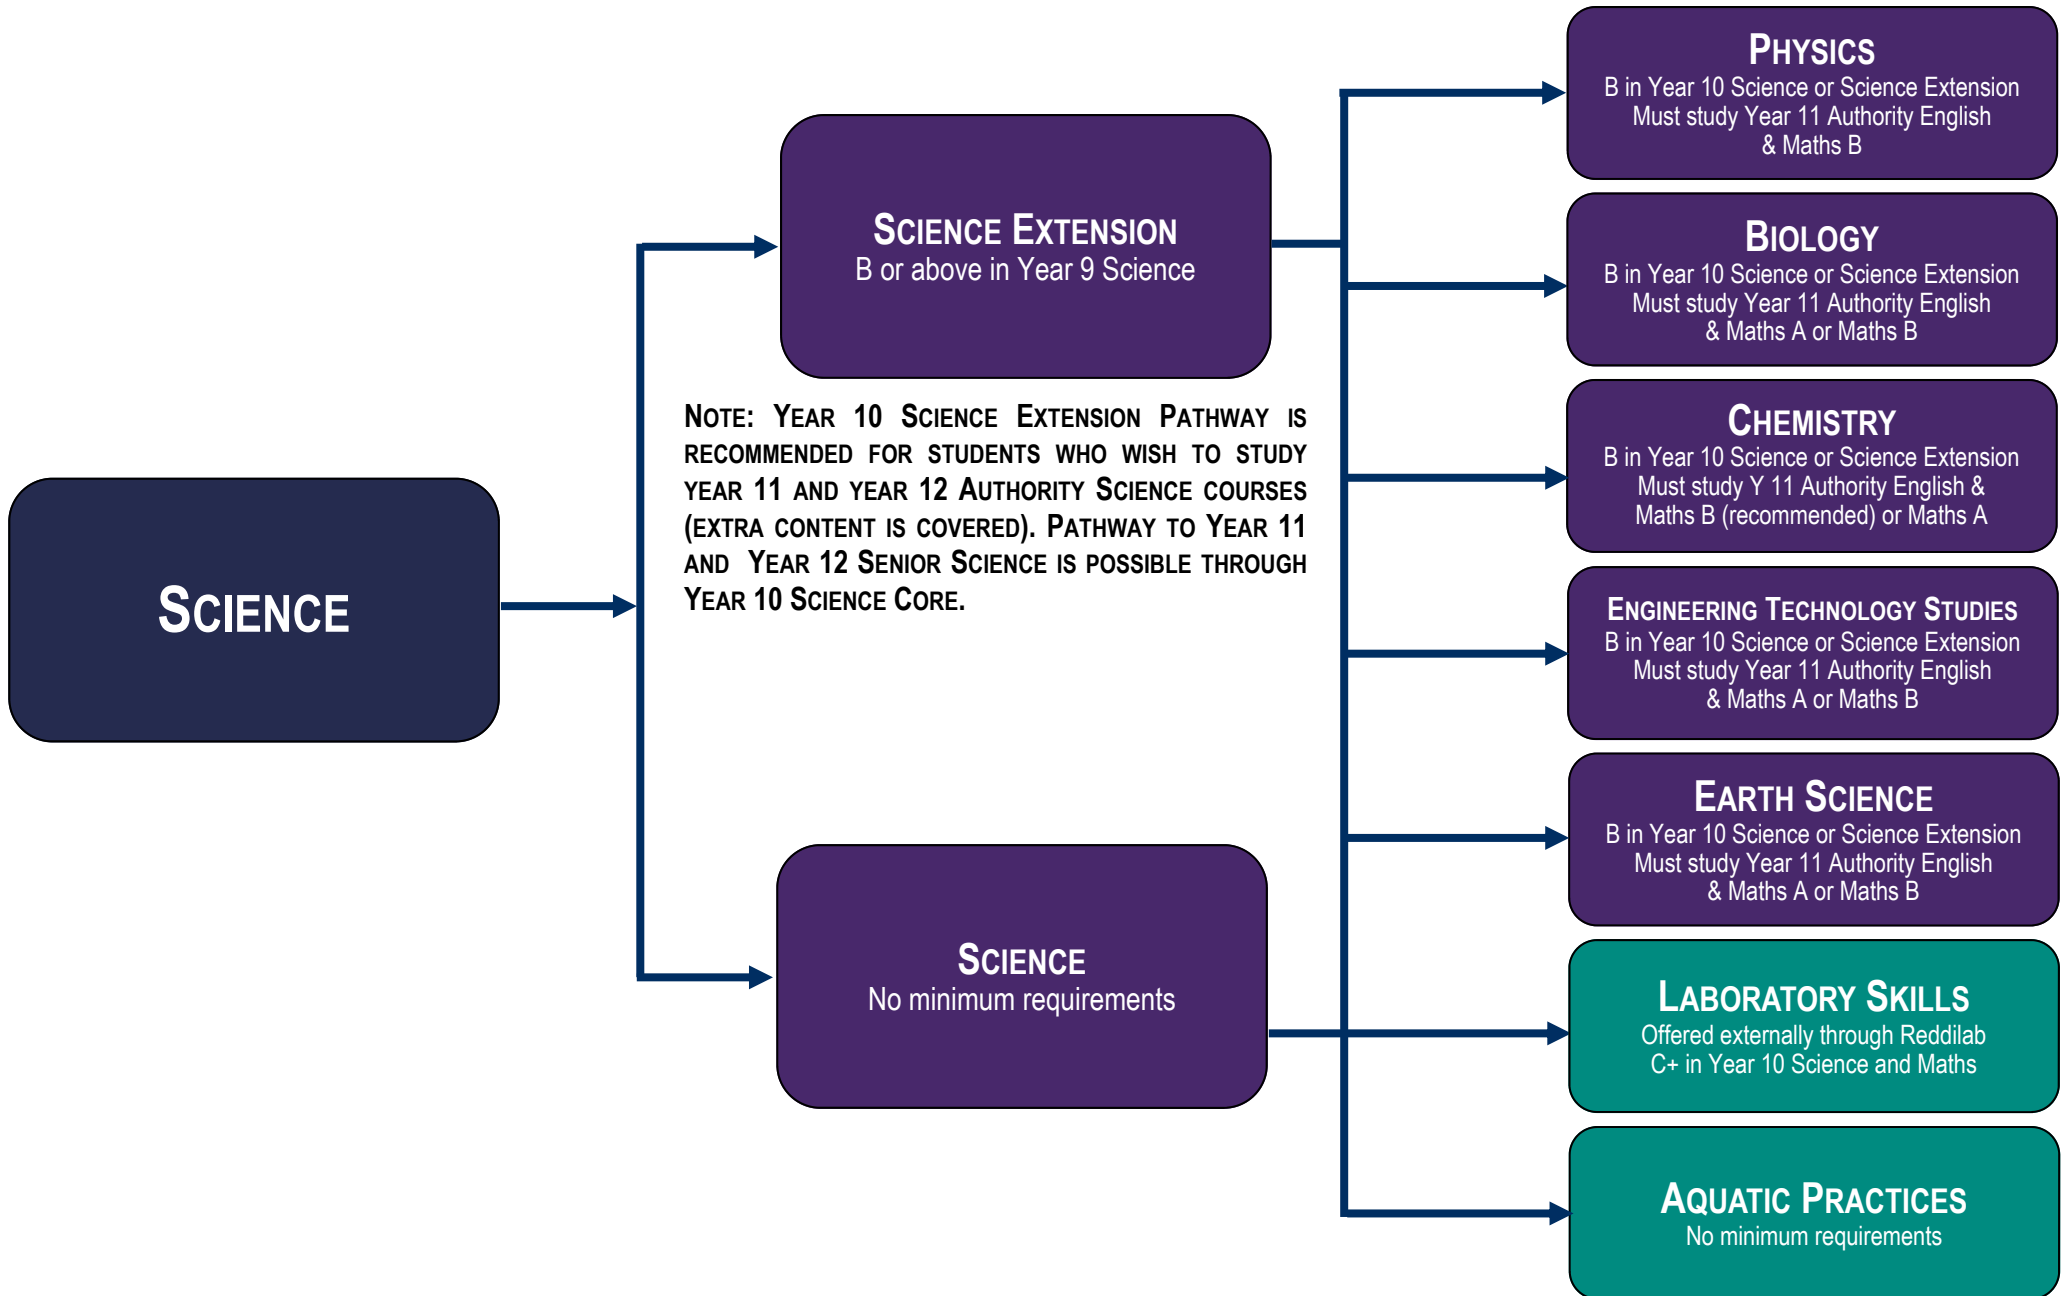 SCIENCE
SCIENCE EXTENSION
B or above in Year 9 Science
NOTE: YEAR 10 SCIENCE EXTENSION PATHWAY IS
RECOMMENDED FOR STUDENTS WHO WISH TO STUDY
YEAR 11 AND YEAR 12 AUTHORITY SCIENCE COURSES
(EXTRA CONTENT IS COVERED). PATHWAY TO YEAR 11
AND YEAR 12 SENIOR SCIENCE IS POSSIBLE THROUGH
YEAR 10 SCIENCE CORE.
SCIENCE
No minimum requirements
PHYSICS
B in Year 10 Science or Science Extension
Must study Year 11 Authority English
& Maths B
BIOLOGY
B in Year 10 Science or Science Extension
Must study Year 11 Authority English
& Maths A or Maths B
CHEMISTRY
B in Year 10 Science or Science Extension
Must study Y 11 Authority English &
Maths B (recommended) or Maths A
ENGINEERING TECHNOLOGY STUDIES
B in Year 10 Science or Science Extension
Must study Year 11 Authority English
& Maths A or Maths B
EARTH SCIENCE
B in Year 10 Science or Science Extension
Must study Year 11 Authority English
& Maths A or Maths B
LABORATORY SKILLS
Offered externally through Reddilab
C+ in Year 10 Science and Maths
AQUATIC PRACTICES
No minimum requirements